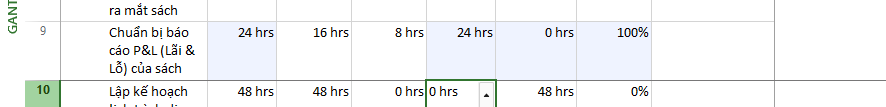 GANT
ra mắt sách
9 Chuẩn bị báo 24 hrs 16 hrs 8 hrs 24 hrs 0 hrs 100%
cáo P&L (Lãi &
Lỗ) của sách
10 Lập kế hoạch 48 hrs 48 hrs 0 hrs 0 hrs 48 hrs 0%